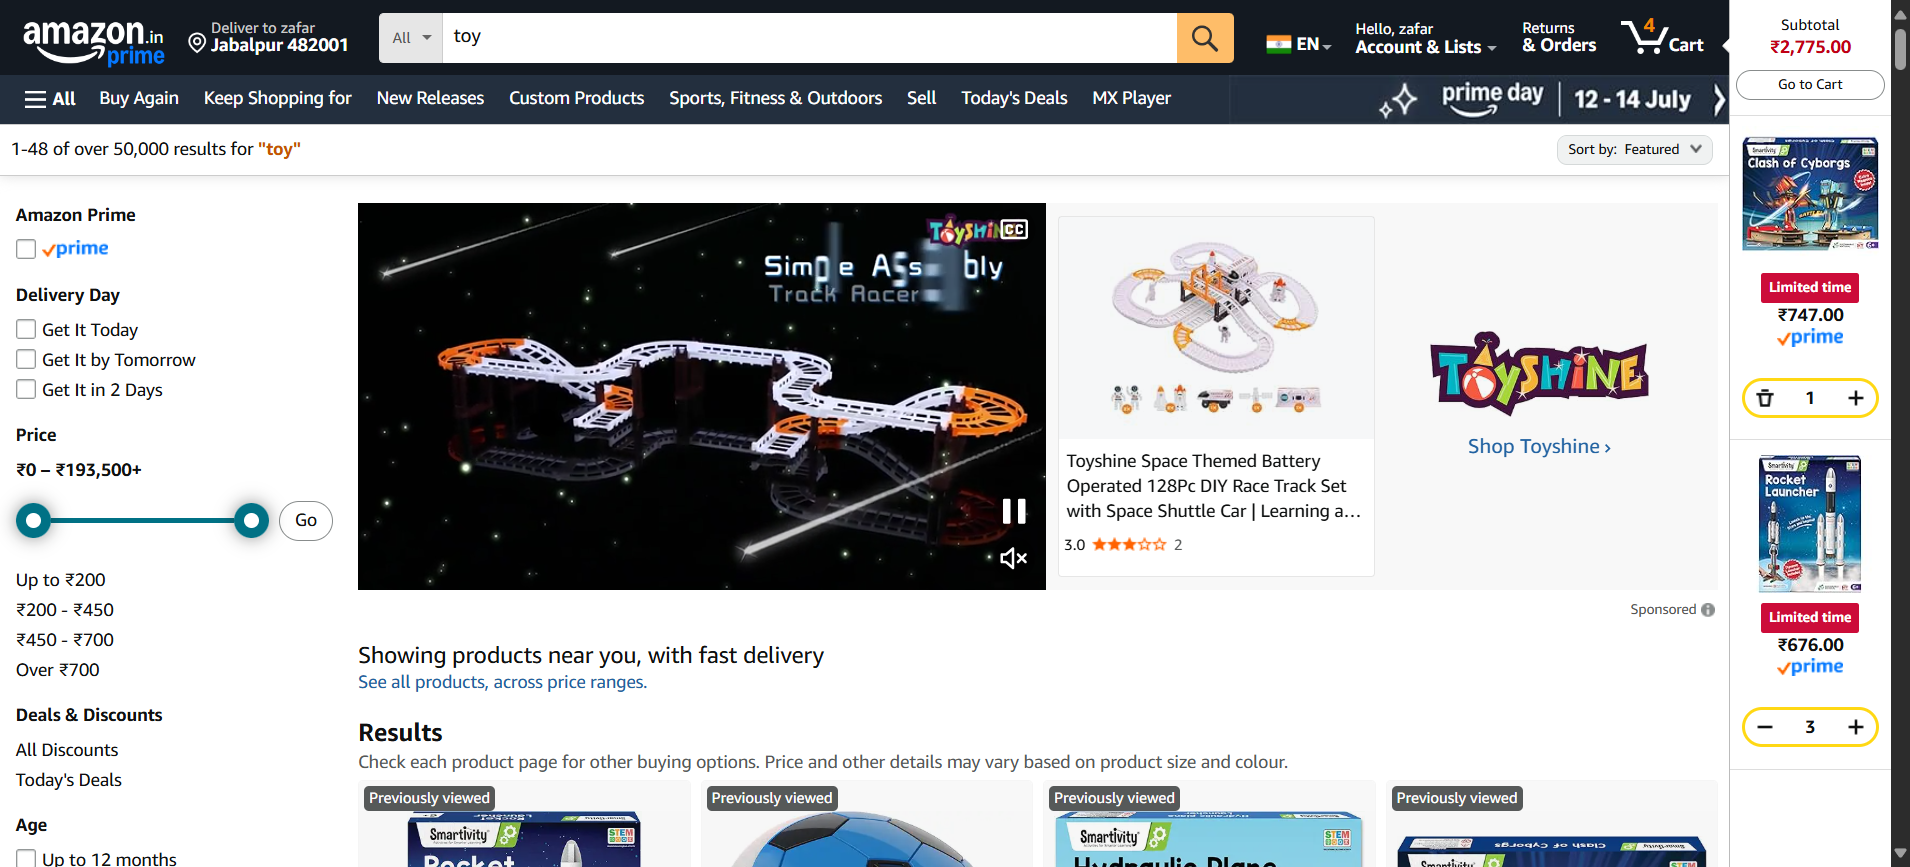 amazon.in
prime
Deliver to zafar
Jabalpur 482001
All
toy
EN
Hello, zafar
Account & Lists
Returns
& Orders
4
Cart
All
Buy Again
Keep Shopping for
New Releases
Custom Products
Sports, Fitness & Outdoors
Sell
Today's Deals
MX Player
prime day
12 - 14 July
1-48 of over 50,000 results for "toy"
Sort by: Featured
Amazon Prime
prime
Delivery Day
Get It Today
Get It by Tomorrow
Get It in 2 Days
Price
₹0 – ₹193,500+
Go
Up to ₹200
₹200 - ₹450
₹450 - ₹700
Over ₹700
Deals & Discounts
All Discounts
Today's Deals
Age
Up to 12 months
CC
Simple Assembly
Track Racer
Toyshine Space Themed Battery
Operated 128Pc DIY Race Track Set
with Space Shuttle Car | Learning a…
3.0
2
TOYSHINE
Shop Toyshine ›
Sponsored
Showing products near you, with fast delivery
See all products, across price ranges.
Results
Check each product page for other buying options. Price and other details may vary based on product size and colour.
Previously viewed
Smartivity
STEM
Rocket
Previously viewed
Previously viewed
Smartivity
STEM
Hydraulic Plane
Previously viewed
Clash of Cyborgs
Smartivity
STEM
Subtotal
₹2,775.00
Go to Cart
Smartivity
Clash of Cyborgs
Limited time
₹747.00
prime
1
Smartivity
Rocket
Launcher
Limited time
₹676.00
prime
3